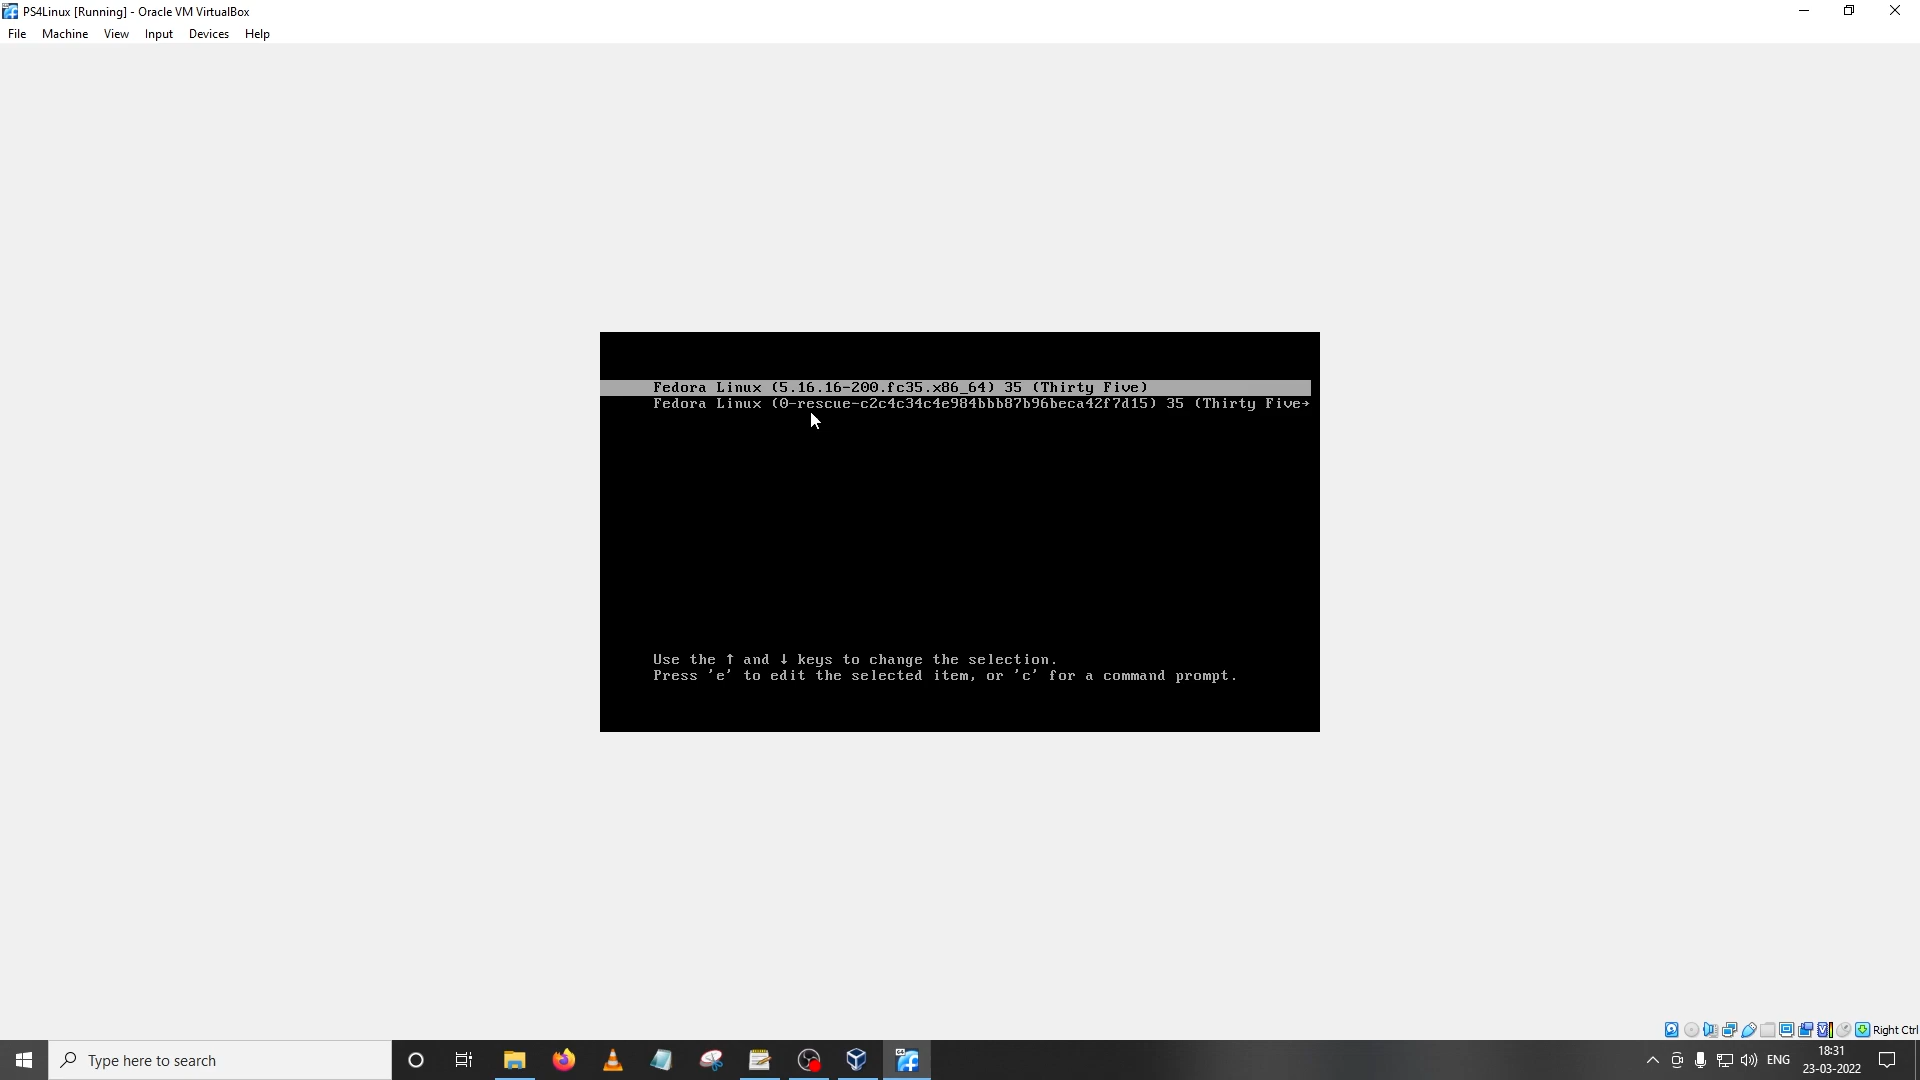 PS4Linux [Running] - Oracle VM VirtualBox
File Machine View Input Devices Help
Fedora Linux (5.16.16-200.fc35.x86_64) 35 (Thirty Five)
Fedora Linux (0-rescue-c2c4c34c4e984bbb87b96beca42f7d15) 35 (Thirty Five→
Use the ↑ and ↓ keys to change the selection.
Press 'e' to edit the selected item, or 'c' for a command prompt.
Right Ctrl
Type here to search
ENG
18:31
23-03-2022